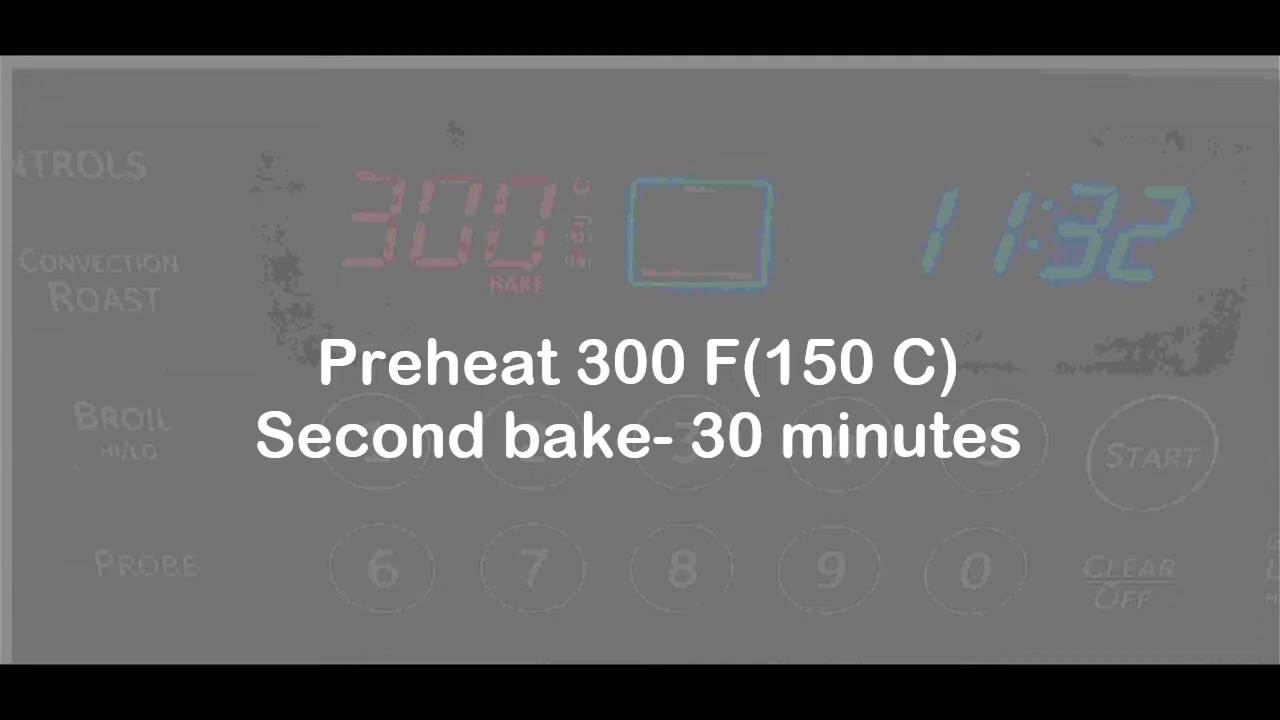 NTROLS
300
BAKE
11:32
CONVECTION
ROAST
Preheat 300 F(150 C)
BROIL
HI/LO
Second bake- 30 minutes
START
PROBE
6 7 8 9 0
CLEAR
OFF